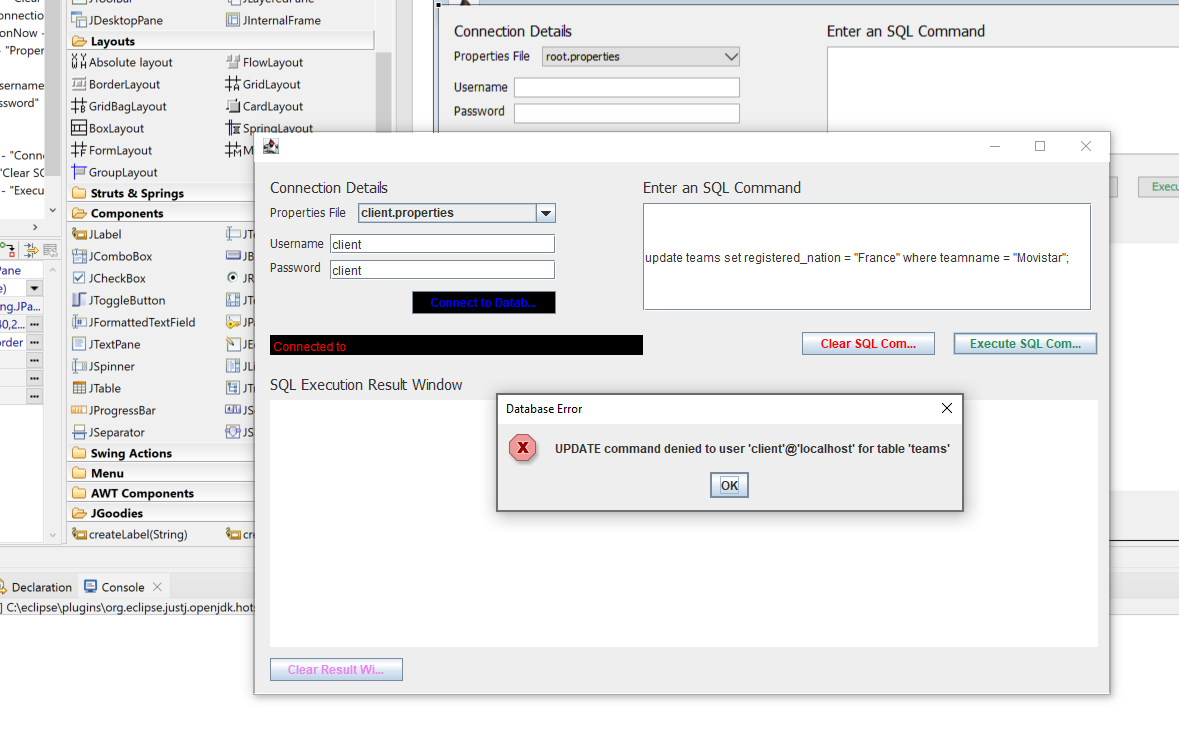 onnectio
onNow -
- "Proper
sername
ssword"
- "Conne
"Clear SQ
- "Execu
Pane
ng.JPa...
40,2...
order
JToolBar
JLayeredPane
JDesktopPane
JInternalFrame
Layouts
Absolute layout
FlowLayout
BorderLayout
GridLayout
GridBagLayout
CardLayout
BoxLayout
SpringLayout
FormLayout
GroupLayout
Struts & Springs
Components
JLabel
JComboBox
JCheckBox
JToggleButton
JFormattedTextField
JTextPane
JSpinner
JTable
JProgressBar
JSeparator
Swing Actions
Menu
AWT Components
JGoodies
createLabel(String)
Declaration
Console
] C:\eclipse\plugins\org.eclipse.justj.openjdk.hots
Connection Details
Enter an SQL Command
Properties File
root.properties
Username
Password
Execu
Connection Details
Enter an SQL Command
Properties File
client.properties
Username
client
Password
client
update teams set registered_nation = "France" where teamname = "Movistar";
Connect to Datab...
Connected to
Clear SQL Com...
Execute SQL Com...
SQL Execution Result Window
Database Error
UPDATE command denied to user 'client'@'localhost' for table 'teams'
OK
Clear Result Wi...